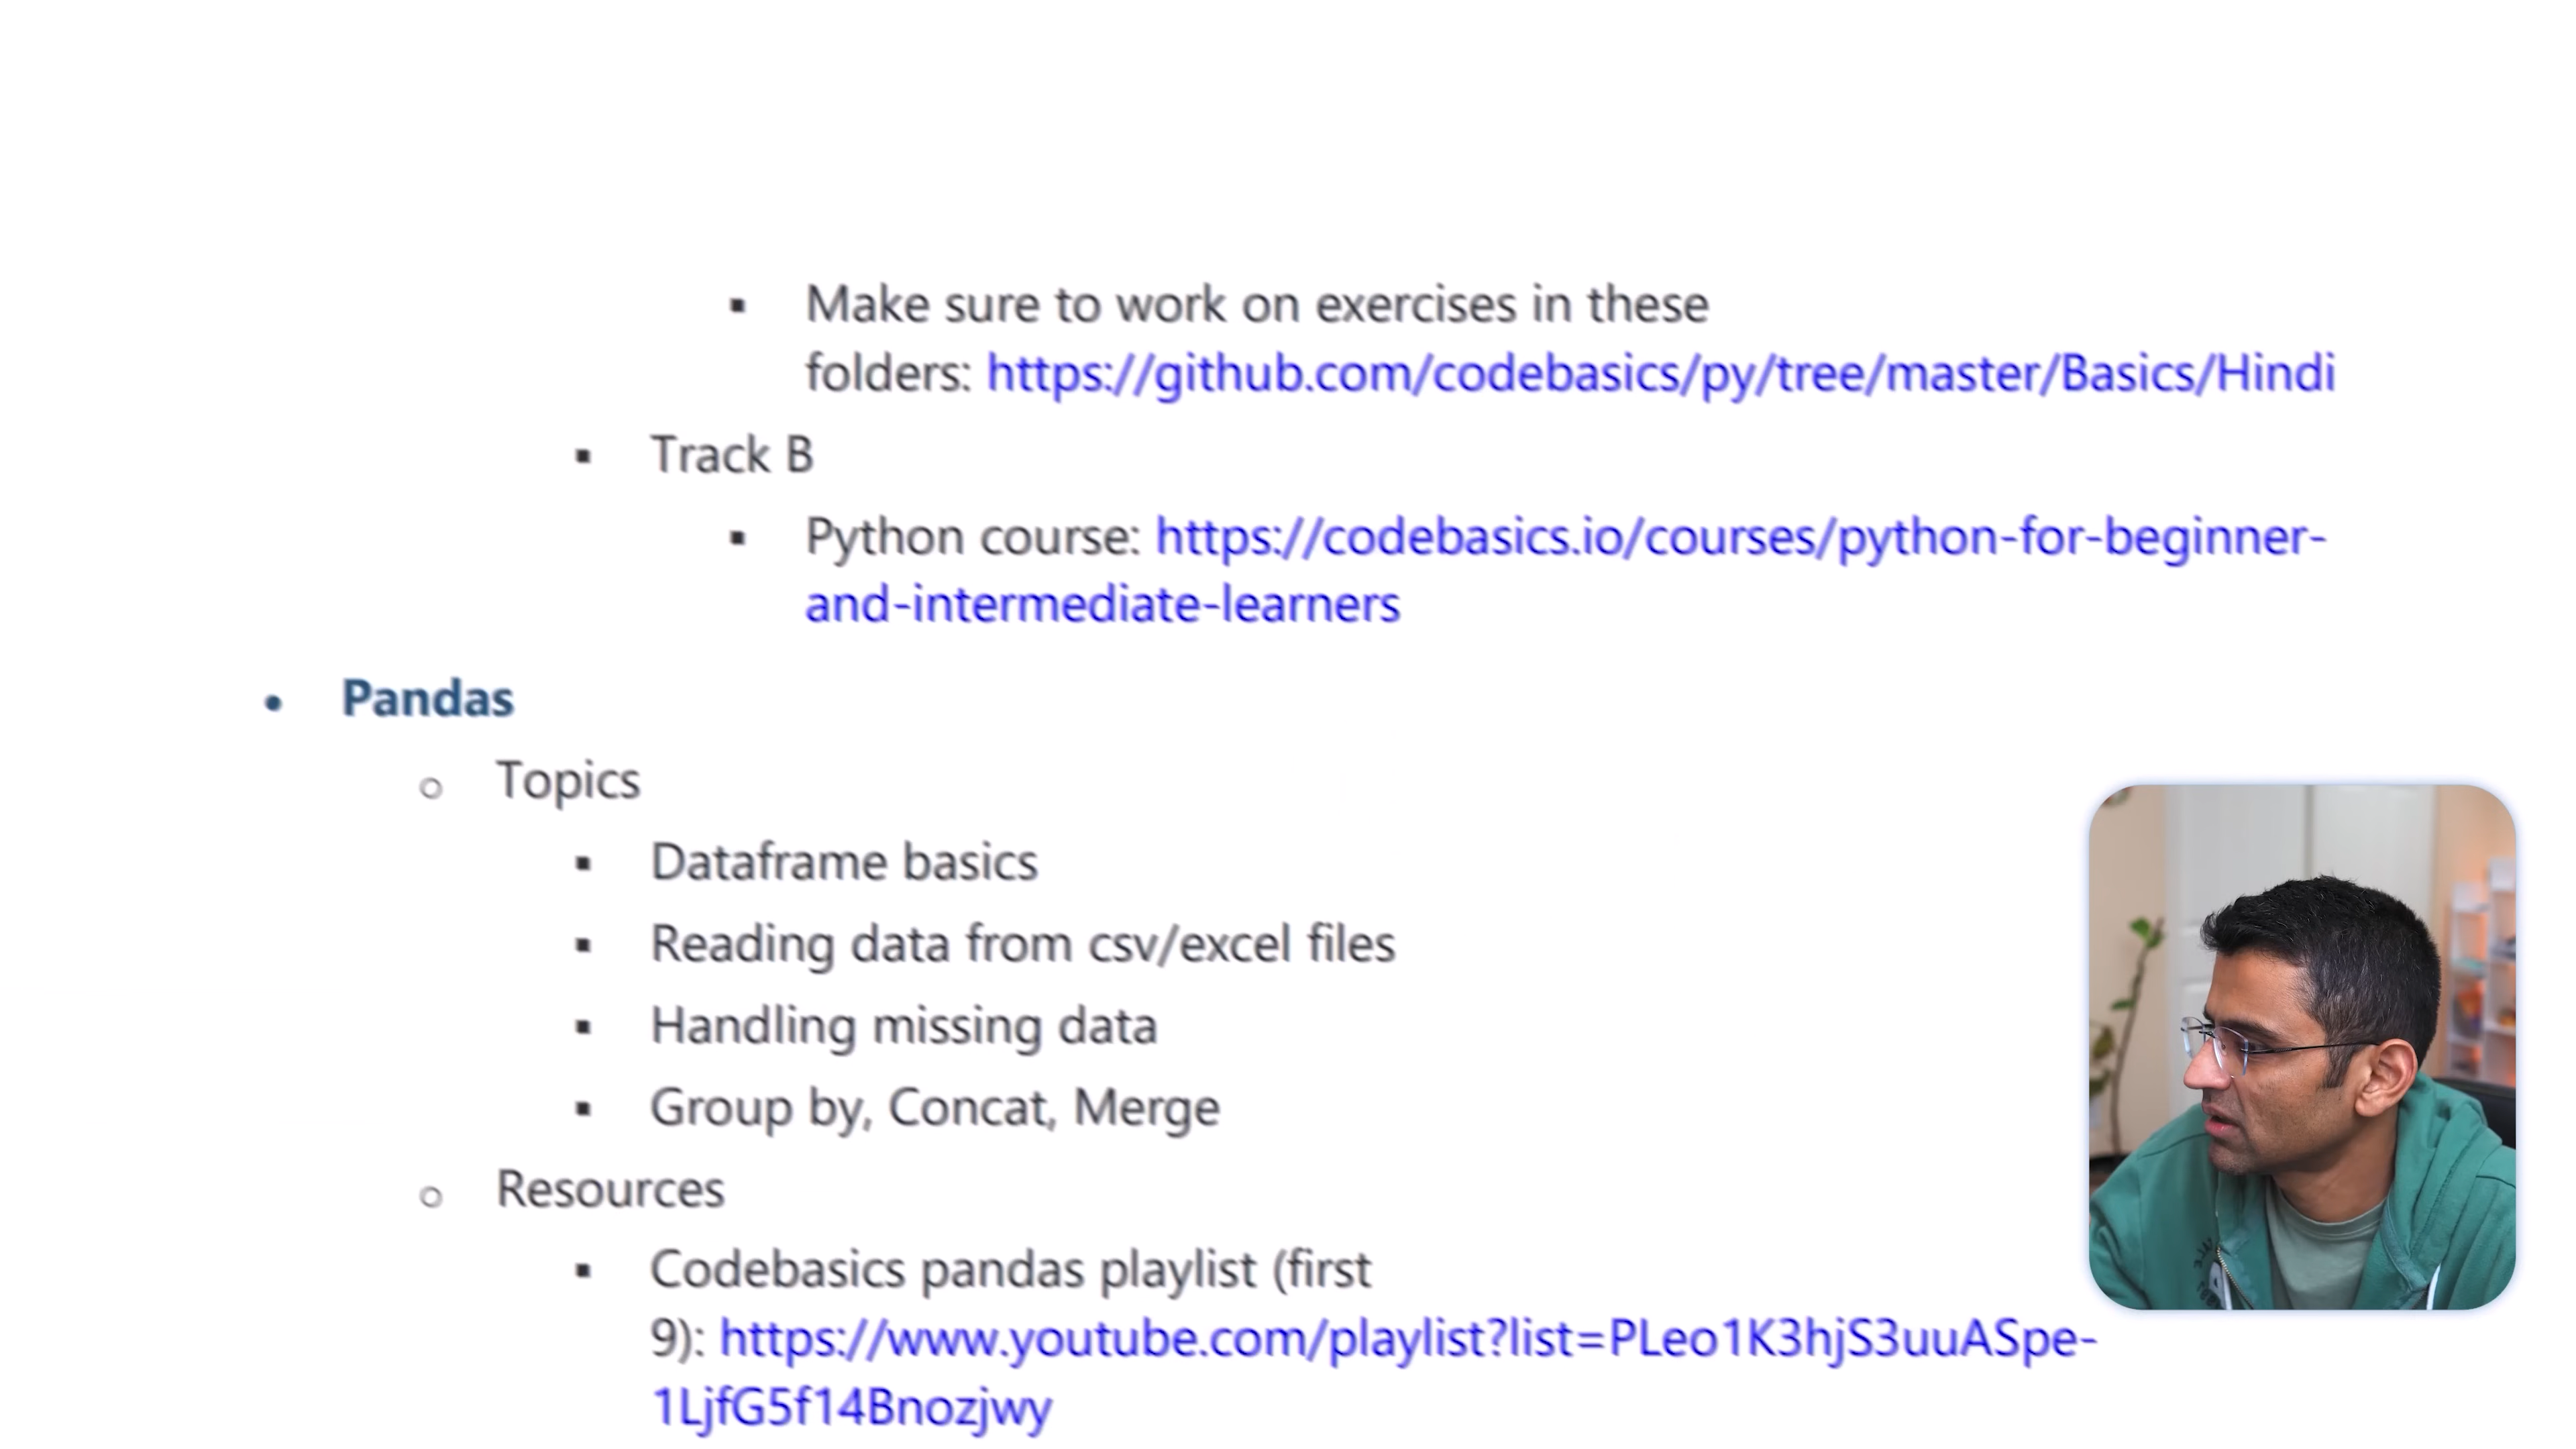 ▪ Make sure to work on exercises in these
folders: https://github.com/codebasics/py/tree/master/Basics/Hindi
▪ Track B
▪ Python course: https://codebasics.io/courses/python-for-beginner-
and-intermediate-learners
• Pandas
○ Topics
▪ Dataframe basics
▪ Reading data from csv/excel files
▪ Handling missing data
▪ Group by, Concat, Merge
○ Resources
▪ Codebasics pandas playlist (first
9): https://www.youtube.com/playlist?list=PLeo1K3hjS3uuASpe-
1LjfG5f14Bnozjwy